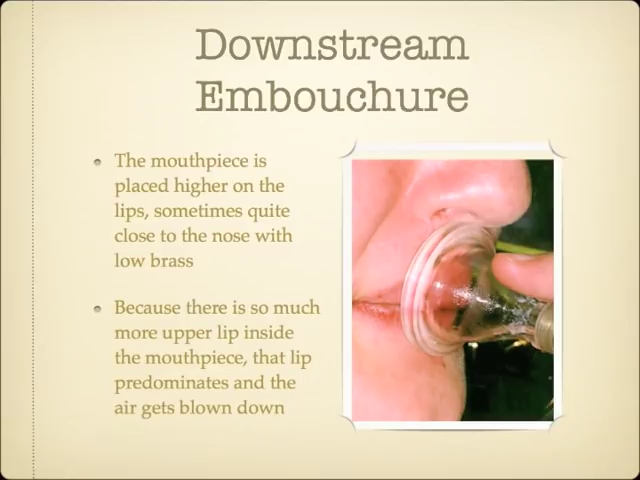 Downstream
Embouchure
The mouthpiece is
placed higher on the
lips, sometimes quite
close to the nose with
low brass
Because there is so much
more upper lip inside
the mouthpiece, that lip
predominates and the
air gets blown down